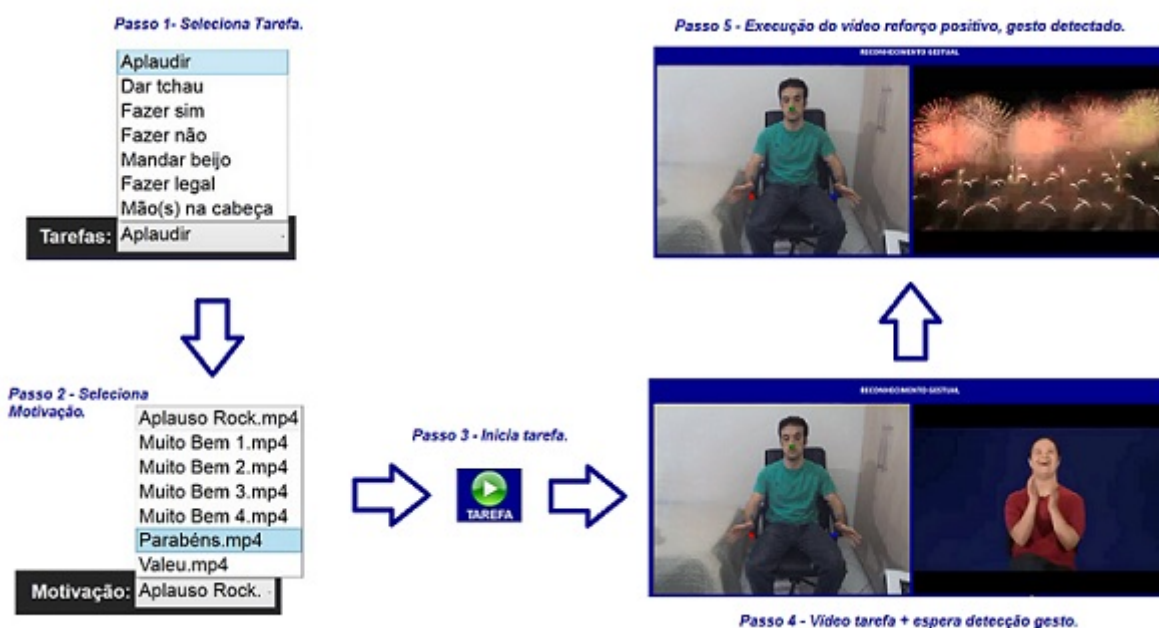 Passo 1- Seleciona Tarefa.
Aplaudir
Dar tchau
Fazer sim
Fazer não
Mandar beijo
Fazer legal
Mão(s) na cabeça
Tarefas: Aplaudir
Passo 2 - Seleciona
Motivação.
Aplauso Rock.mp4
Muito Bem 1.mp4
Muito Bem 2.mp4
Muito Bem 3.mp4
Muito Bem 4.mp4
Parabéns.mp4
Valeu.mp4
Motivação: Aplauso Rock.
Passo 3 - Inicia tarefa.
TAREFA
RECONHECIMENTO GESTUAL
Passo 4 - Vídeo tarefa + espera detecção gesto.
Passo 5 - Execução do vídeo reforço positivo, gesto detectado.
RECONHECIMENTO GESTUAL